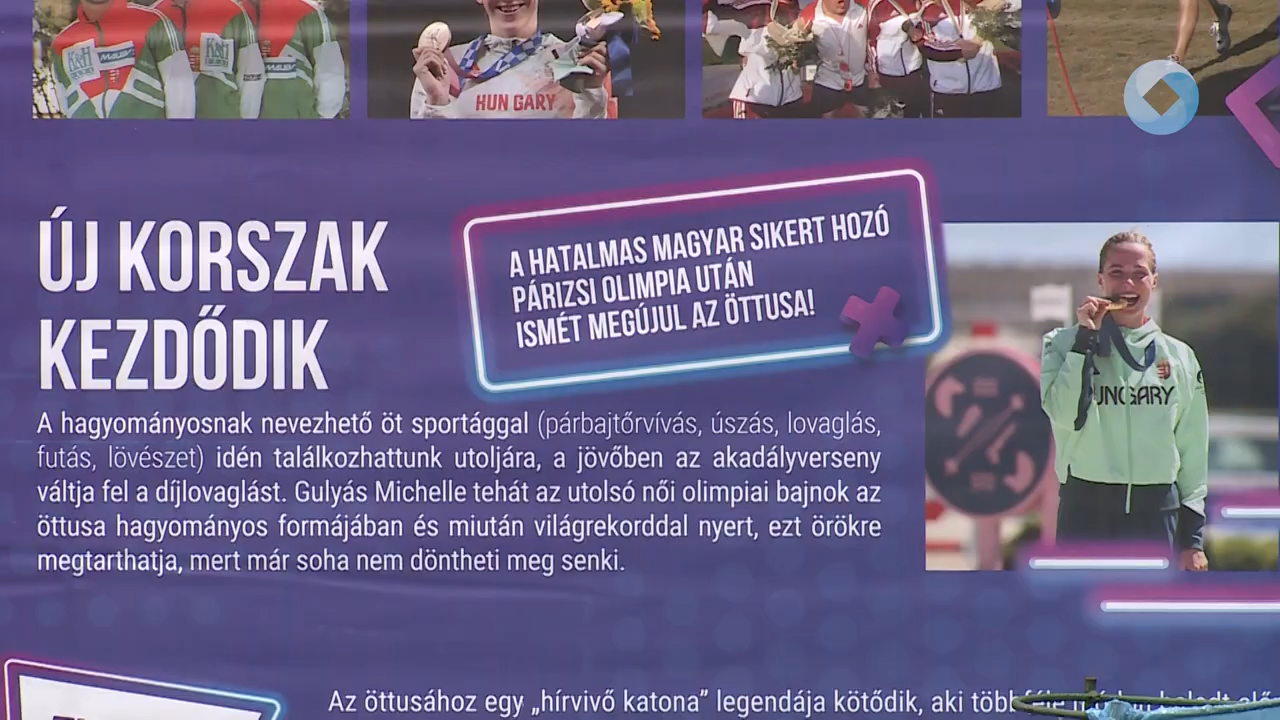 K&H
MALÉV
K&H
MALÉV
K&H
HUNGARY
ÚJ KORSZAK
KEZDŐDIK
A HATALMAS MAGYAR SIKERT HOZÓ
PÁRIZSI OLIMPIA UTÁN
ISMÉT MEGÚJUL AZ ÖTTUSA!
A hagyományosnak nevezhető öt sportággal (párbajtőrvívás, úszás, lovaglás,
futás, lövészet) idén találkozhattunk utoljára, a jövőben az akadályverseny
váltja fel a díjlovaglást. Gulyás Michelle tehát az utolsó női olimpiai bajnok az
öttusa hagyományos formájában és miután világrekorddal nyert, ezt örökre
megtarthatja, mert már soha nem döntheti meg senki.
HUNGARY
Az öttusához egy „hírvivő katona” legendája kötődik, aki